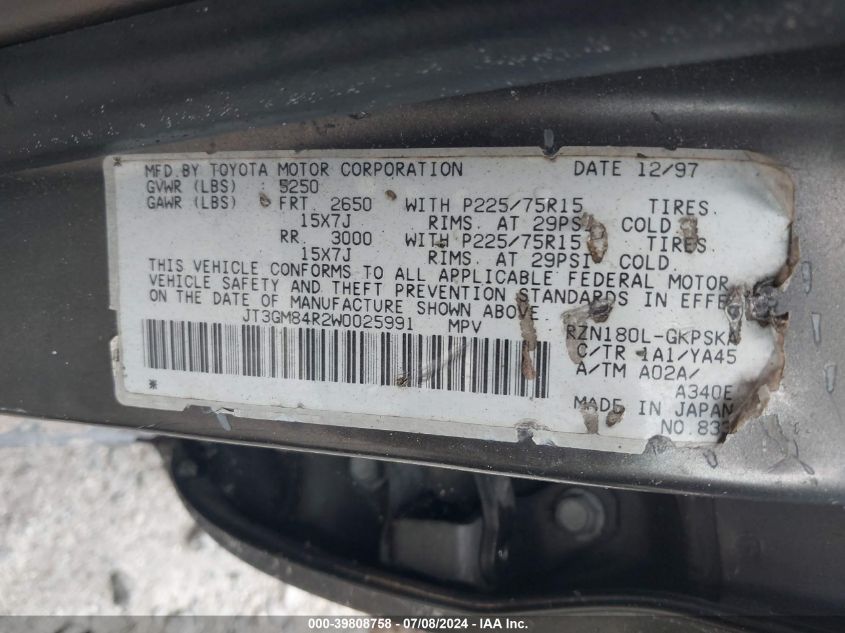 MFD.BY TOYOTA MOTOR CORPORATION DATE 12/97
GVWR (LBS) : 5250
GAWR (LBS) : FRT. 2650 WITH P225/75R15 TIRES.
15X7J RIMS. AT 29PSI COLD.
RR. 3000 WITH P225/75R15 TIRES.
15X7J RIMS. AT 29PSI COLD.
THIS VEHICLE CONFORMS TO ALL APPLICABLE FEDERAL MOTOR
VEHICLE SAFETY AND THEFT PREVENTION STANDARDS IN EFFE
ON THE DATE OF MANUFACTURE SHOWN ABOVE.
JT3GM84R2W0025991 MPV RZN180L-GKPSKA
C/TR 1A1/YA45
A/TM A02A/
A340E
MADE IN JAPAN
NO.833
000-39808758 - 07/08/2024 - IAA Inc.